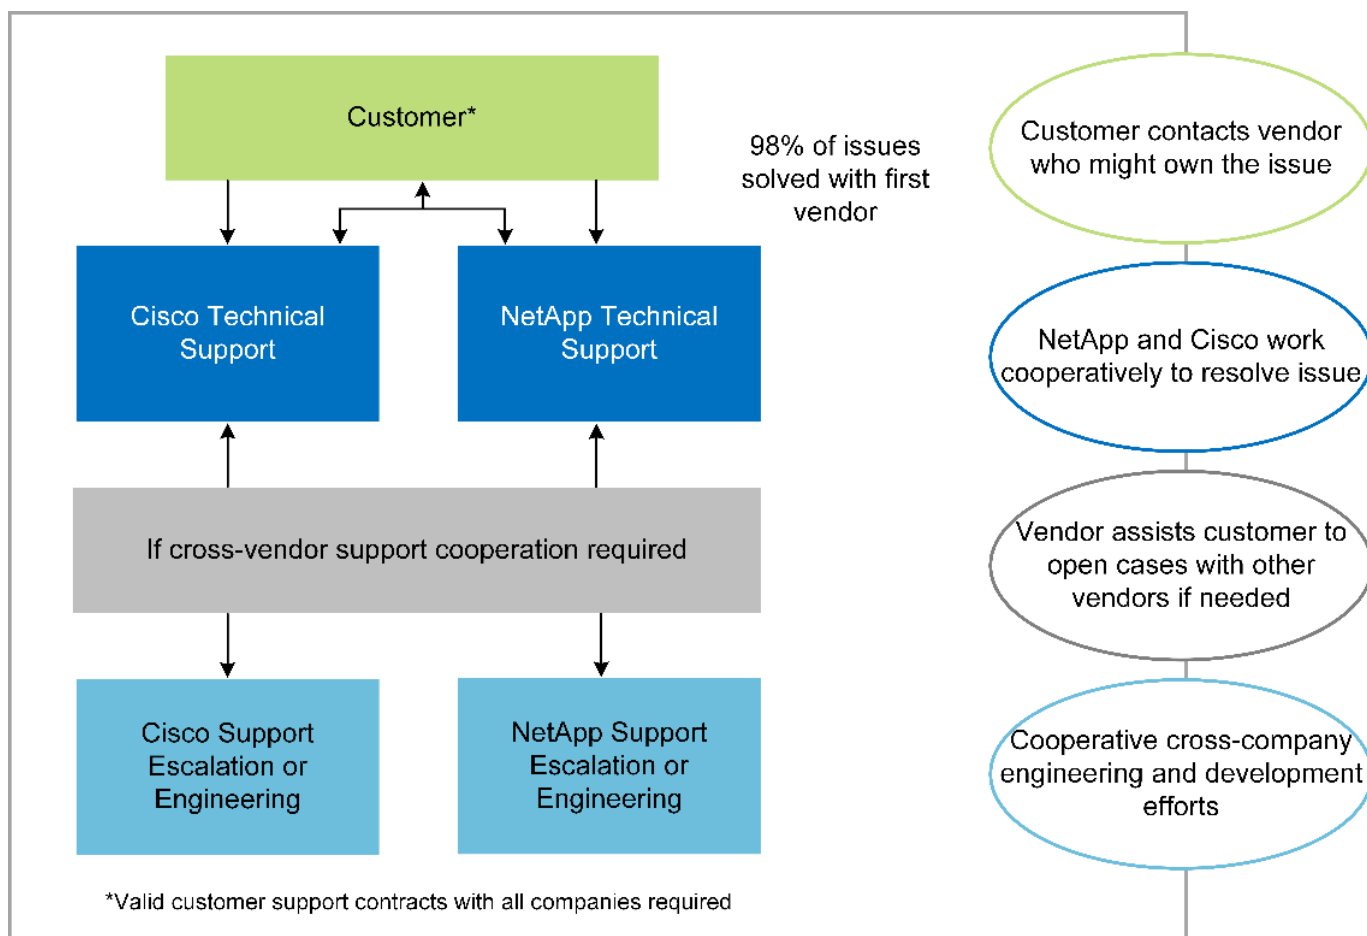 Customer*
98% of issues
solved with first
vendor
Customer contacts vendor
who might own the issue
Cisco Technical
Support
NetApp Technical
Support
NetApp and Cisco work
cooperatively to resolve issue
If cross-vendor support cooperation required
Vendor assists customer to
open cases with other
vendors if needed
Cisco Support
Escalation or
Engineering
NetApp Support
Escalation or
Engineering
Cooperative cross-company
engineering and development
efforts
*Valid customer support contracts with all companies required